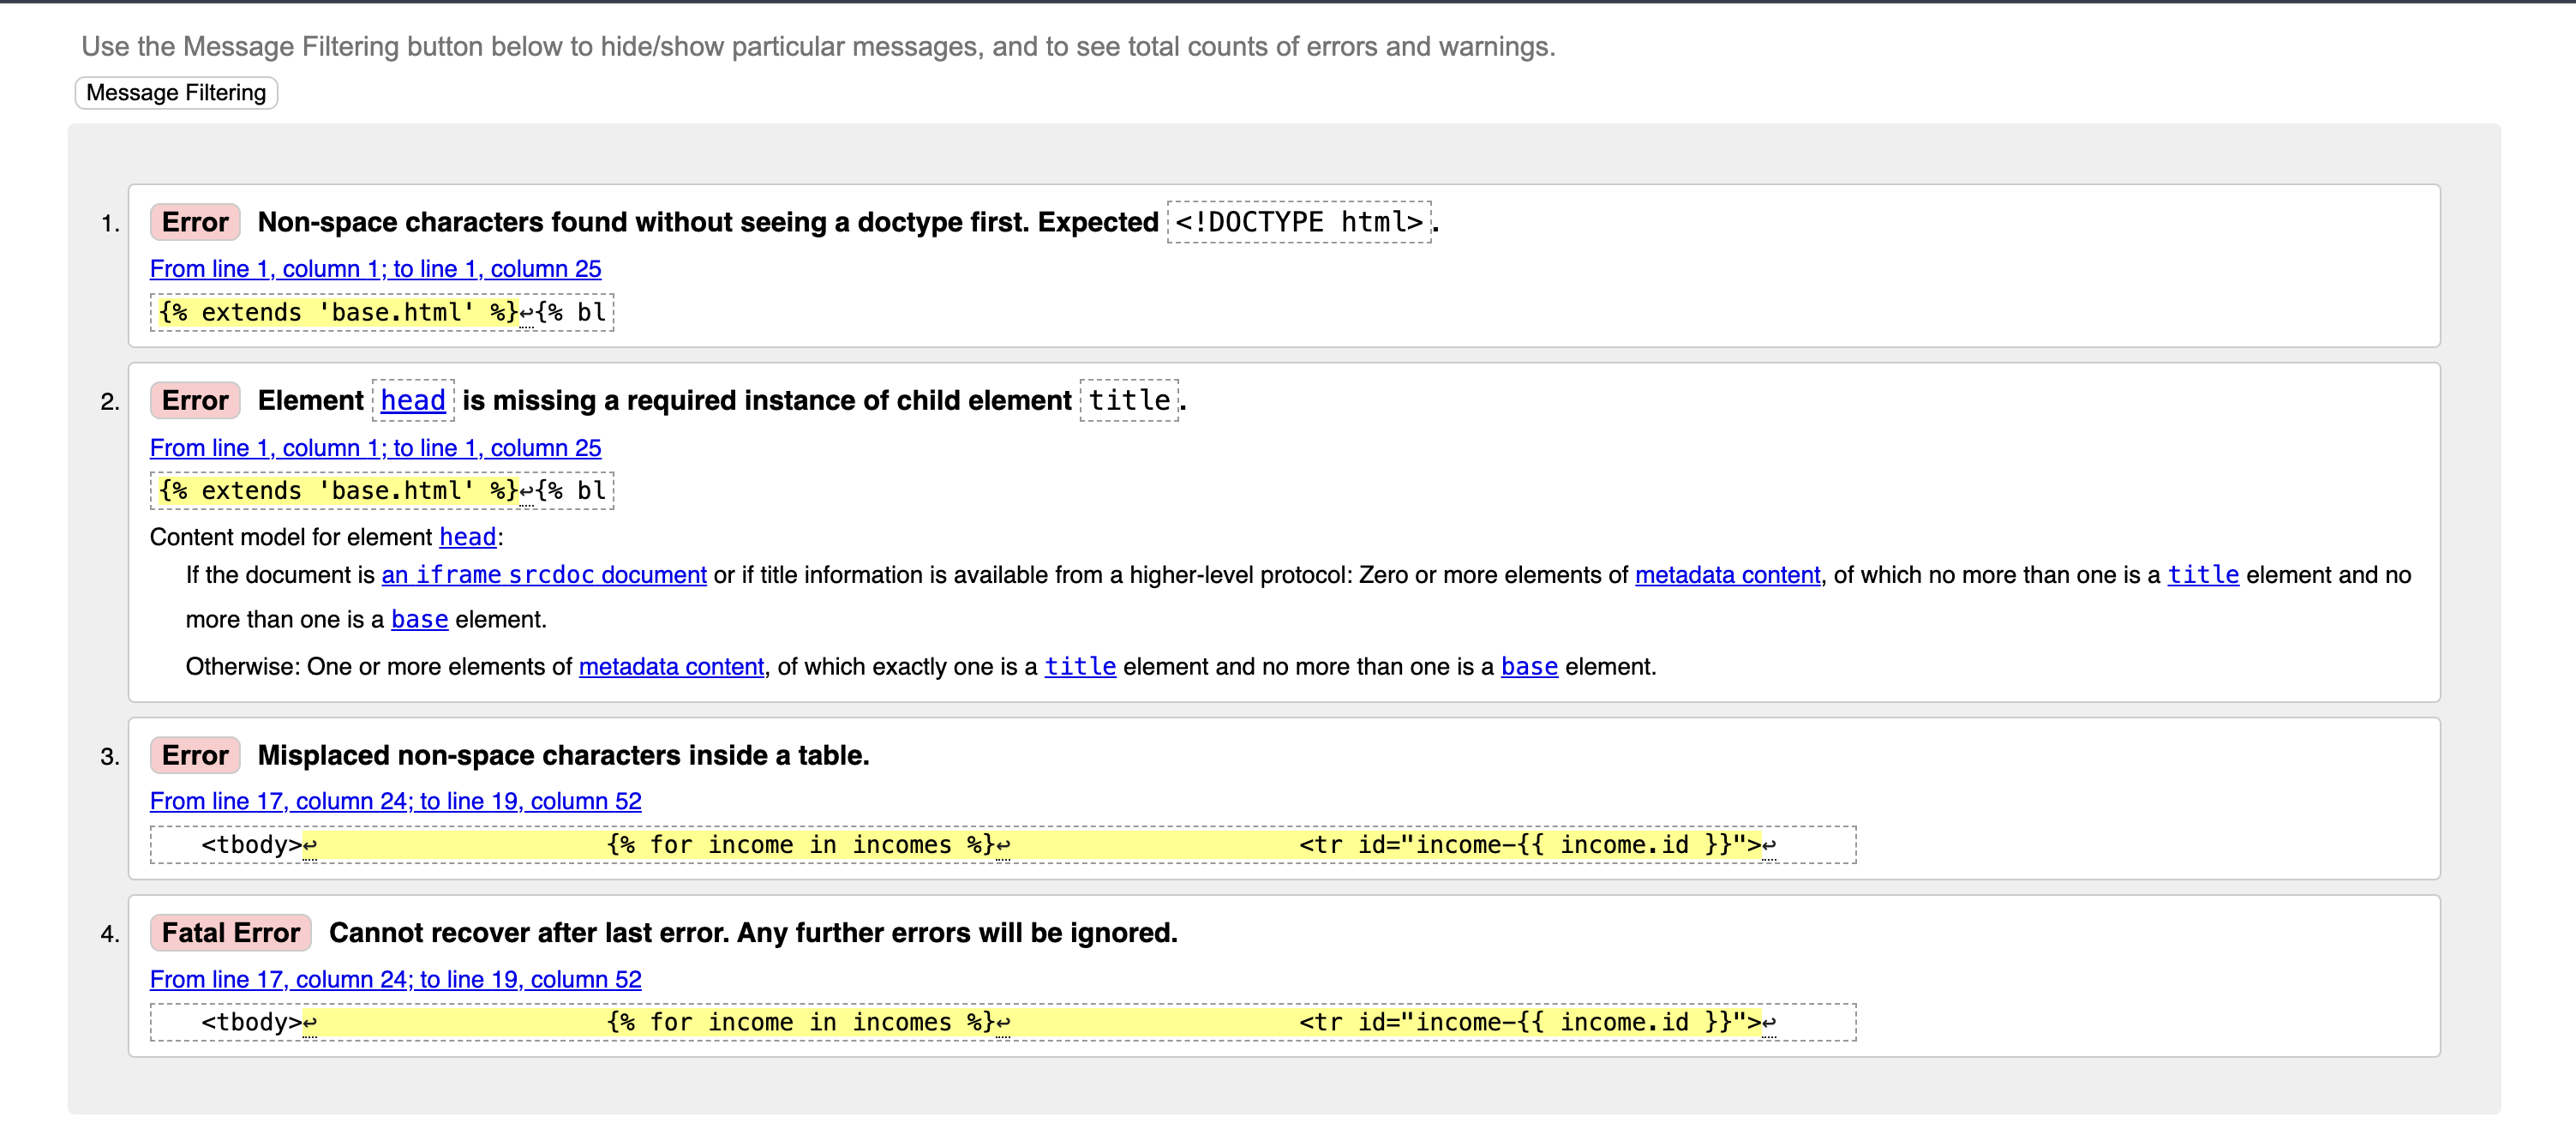 Use the Message Filtering button below to hide/show particular messages, and to see total counts of errors and warnings.
Message Filtering
1. Error Non-space characters found without seeing a doctype first. Expected <!DOCTYPE html>.
From line 1, column 1; to line 1, column 25
{% extends 'base.html' %}↩{% bl
2. Error Element head is missing a required instance of child element title.
From line 1, column 1; to line 1, column 25
{% extends 'base.html' %}↩{% bl
Content model for element head:
If the document is an iframe srcdoc document or if title information is available from a higher-level protocol: Zero or more elements of metadata content, of which no more than one is a title element and no
more than one is a base element.
Otherwise: One or more elements of metadata content, of which exactly one is a title element and no more than one is a base element.
3. Error Misplaced non-space characters inside a table.
From line 17, column 24; to line 19, column 52
<tbody>↩ {% for income in incomes %}↩ <tr id="income-{{ income.id }}">↩
4. Fatal Error Cannot recover after last error. Any further errors will be ignored.
From line 17, column 24; to line 19, column 52
<tbody>↩ {% for income in incomes %}↩ <tr id="income-{{ income.id }}">↩